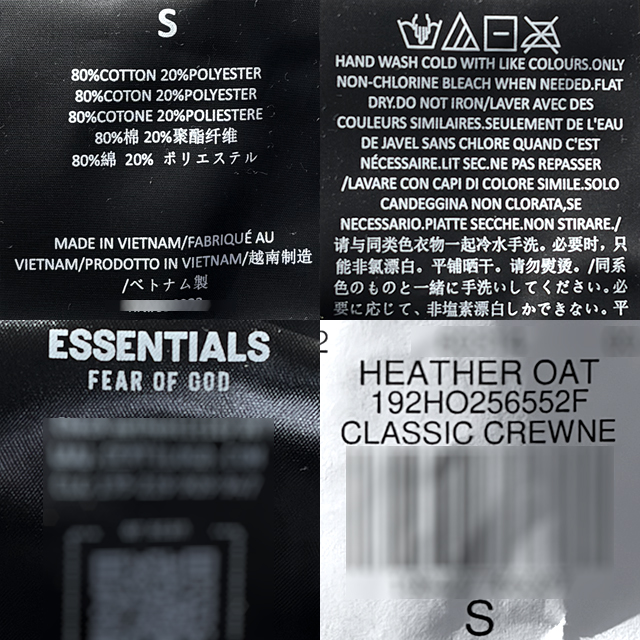 S
80%COTTON 20%POLYESTER
80%COTON 20%POLYESTER
80%COTONE 20%POLIESTERE
80%棉 20%聚酯纤维
80%綿 20% ポリエステル
MADE IN VIETNAM/FABRIQUÉ AU
VIETNAM/PRODOTTO IN VIETNAM/越南制造
/ベトナム製
HAND WASH COLD WITH LIKE COLOURS.ONLY
NON-CHLORINE BLEACH WHEN NEEDED.FLAT
DRY.DO NOT IRON/LAVER AVEC DES
COULEURS SIMILAIRES.SEULEMENT DE L'EAU
DE JAVEL SANS CHLORE QUAND C'EST
NÉCESSAIRE.LIT SEC.NE PAS REPASSER
/LAVARE CON CAPI DI COLORE SIMILE.SOLO
CANDEGGINA NON CLORATA,SE
NECESSARIO.PIATTE SECCHE.NON STIRARE./
请与同类色衣物一起冷水手洗。必要时，只
能非氯漂白。平铺晒干。请勿熨烫。/同系
色のものと一緒に手洗いしてください。必
要に応じて、非塩素漂白しかできない。平
ESSENTIALS
FEAR OF GOD
2
HEATHER OAT
192HO256552F
CLASSIC CREWNE
S